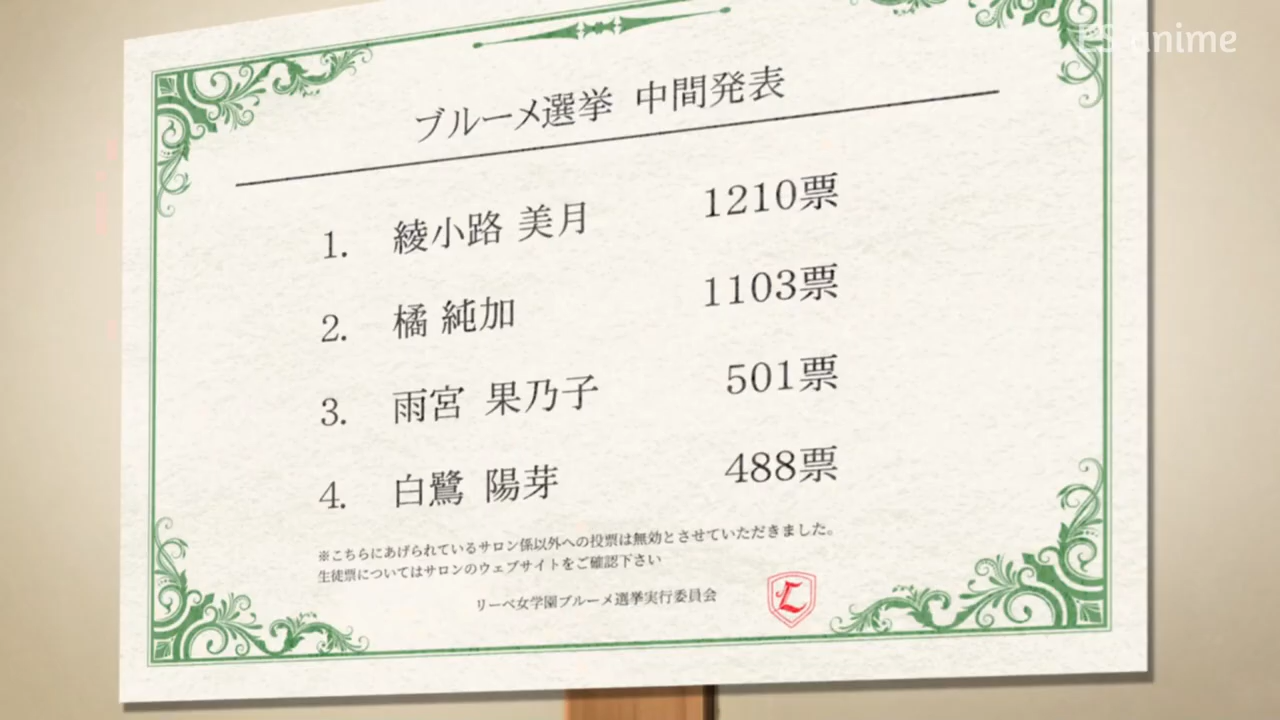 ES anime
ブルーメ選挙 中間発表
1. 綾小路 美月 1210票
2. 橘 純加 1103票
3. 雨宮 果乃子 501票
4. 白鷺 陽芽 488票
※こちらにあげられているサロン係以外への投票は無効とさせていただきました。
生徒票についてはサロンのウェブサイトをご確認下さい
リーベ女学園ブルーメ選挙実行委員会
L